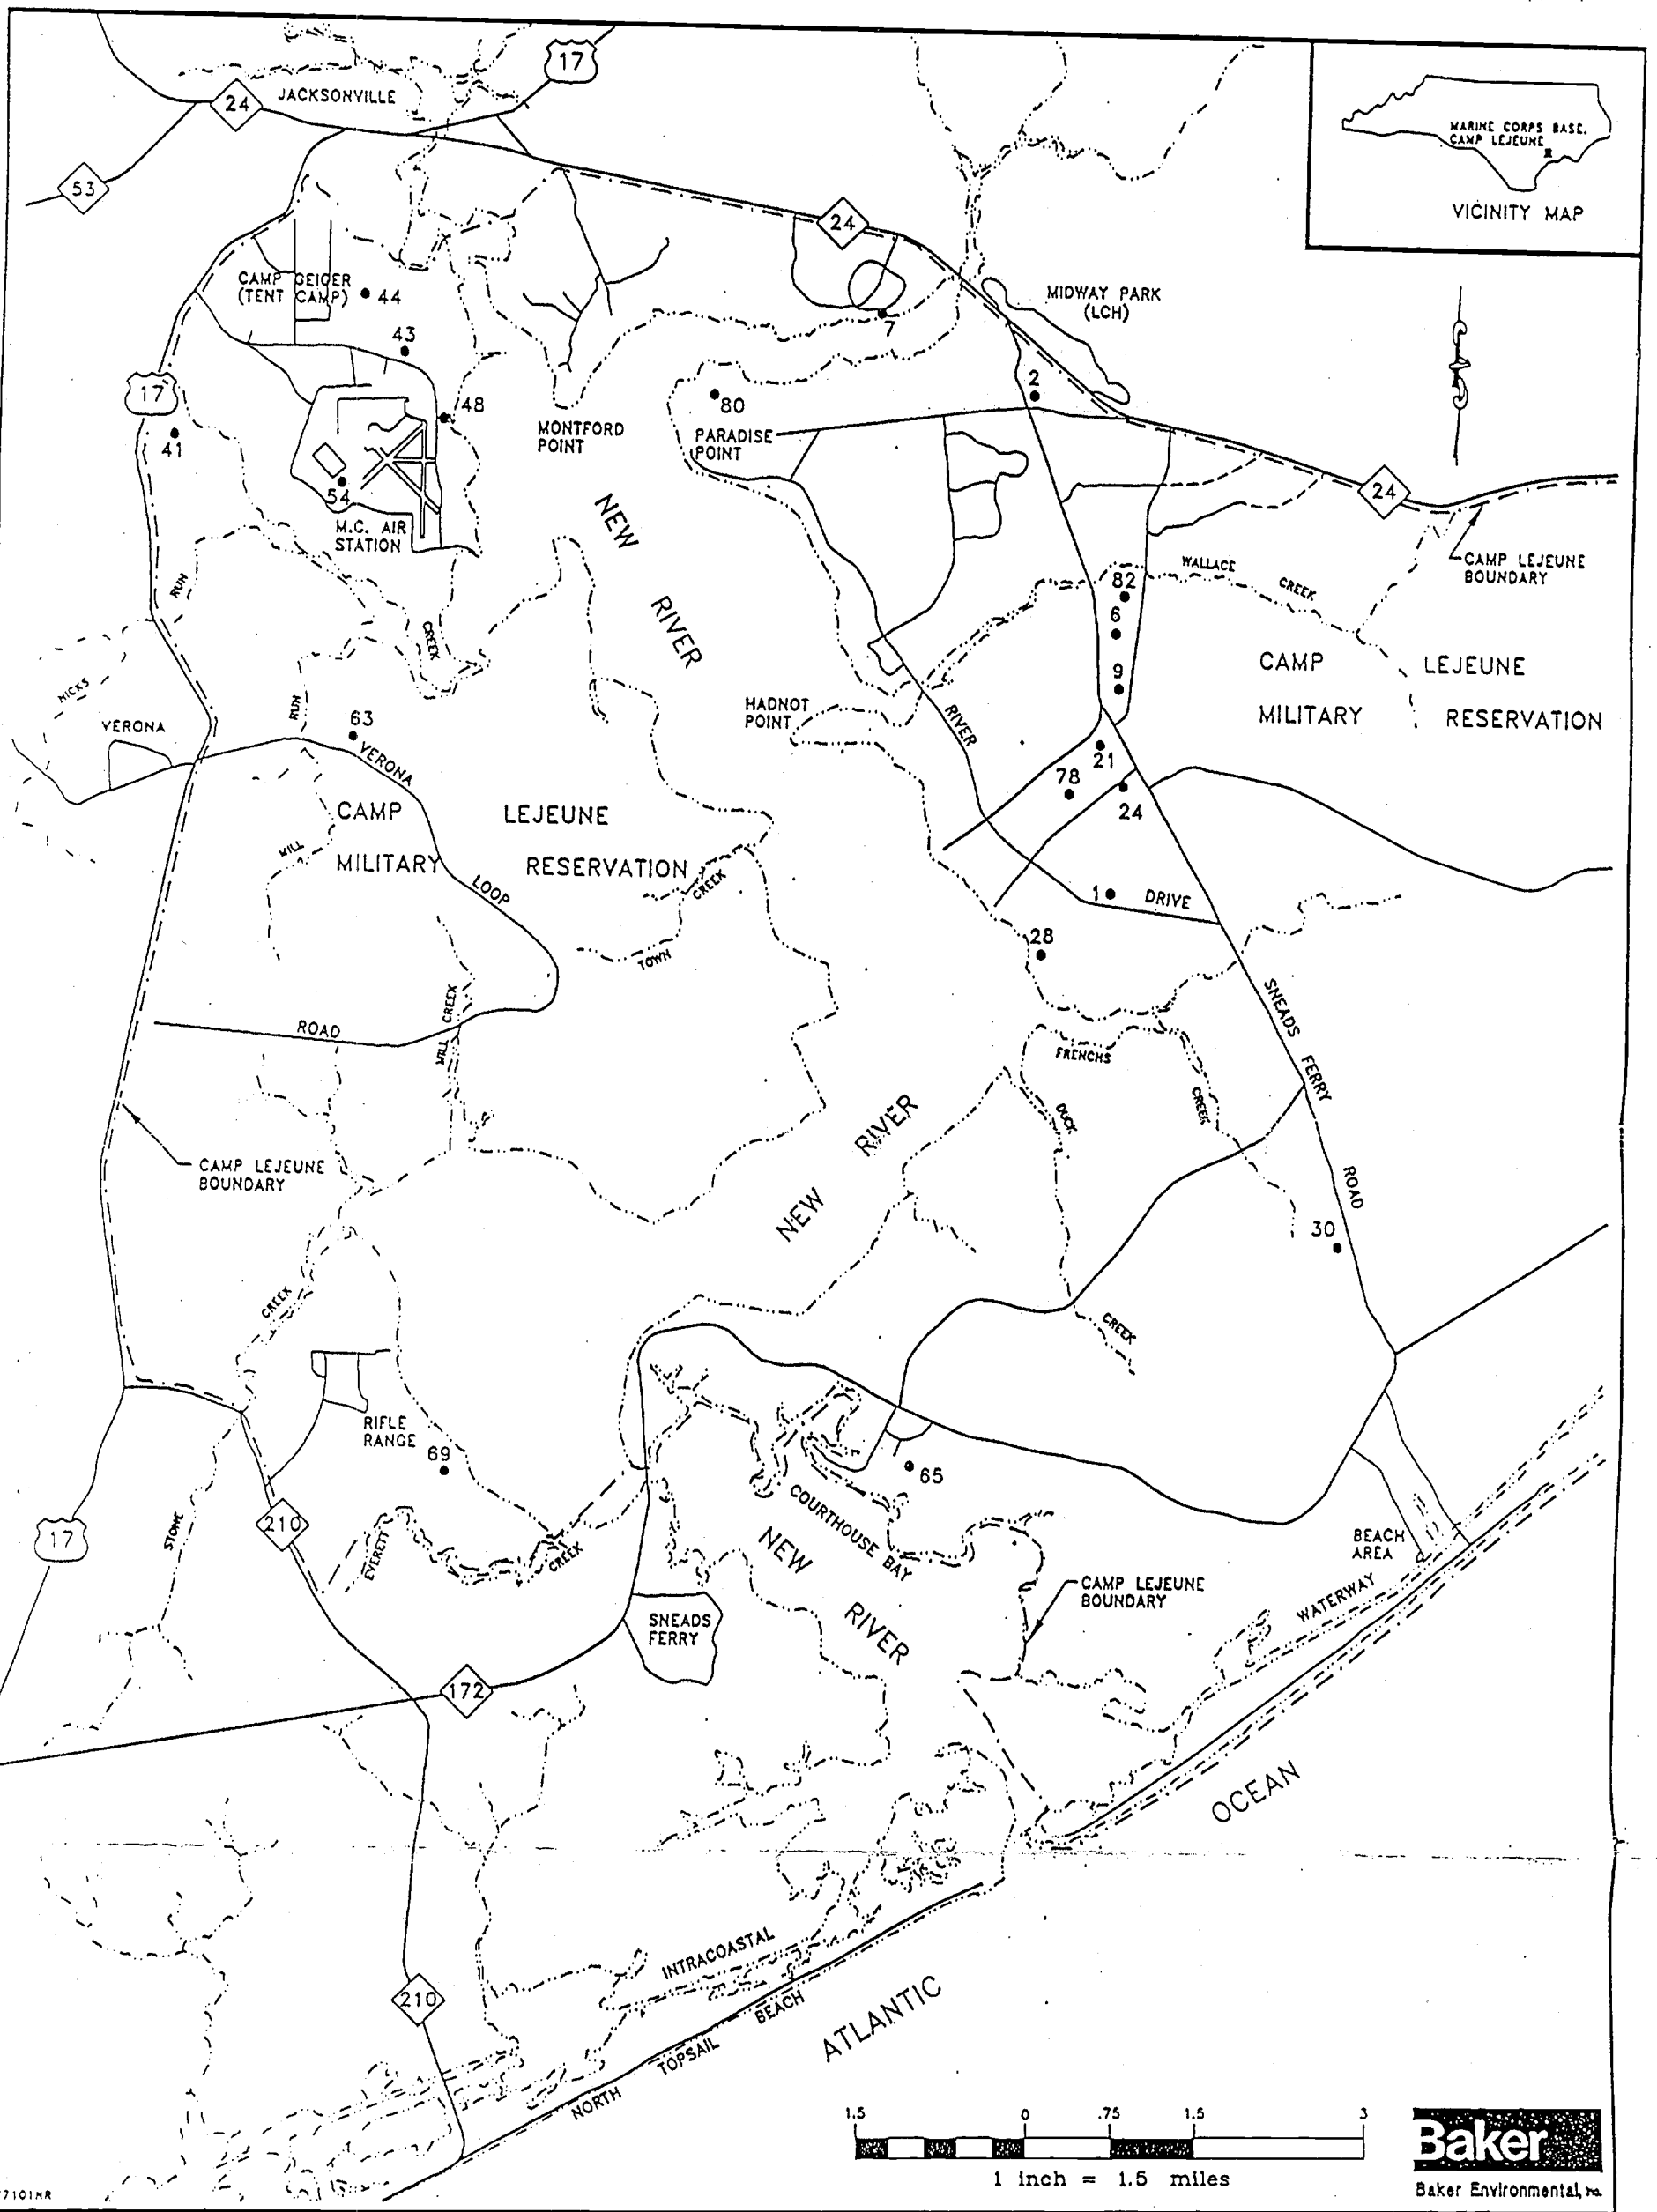 17
24
JACKSONVILLE
53
24
MARINE CORPS BASE,
CAMP LEJEUNE
VICINITY MAP
CAMP GEIGER
(TENT CAMP)
44
43
7
MIDWAY PARK
(LCH)
17
41
48
54
M.C. AIR
STATION
MONTFORD
POINT
80
PARADISE
POINT
2
24
CAMP LEJEUNE
BOUNDARY
NEW
RIVER
RUN
CREEK
WALLACE
CREEK
82
6
9
CAMP LEJEUNE
MILITARY RESERVATION
HICKS
RUN
VERONA
63
VERONA
HADNOT
POINT
RIVER
21
78
24
CAMP LEJEUNE
MILITARY RESERVATION
MILL
LOOP
CREEK
TOWN
1
DRIVE
28
SNEADS
FERRY
ROAD
CREEK
MILL
FRENCHS
CREEK
DUCK
RIVER
NEW
CAMP LEJEUNE
BOUNDARY
ROAD
30
CREEK
CREEK
RIFLE
RANGE
69
65
COURTHOUSE BAY
NEW
RIVER
17
STONE
210
EVERETT
CREEK
BEACH
AREA
CAMP LEJEUNE
BOUNDARY
WATERWAY
SNEADS
FERRY
172
OCEAN
INTRACOASTAL
210
ATLANTIC
NORTH TOPSAIL BEACH
1.5 0 .75 1.5 3
1 inch = 1.5 miles
Baker
Baker Environmental,
7101HR